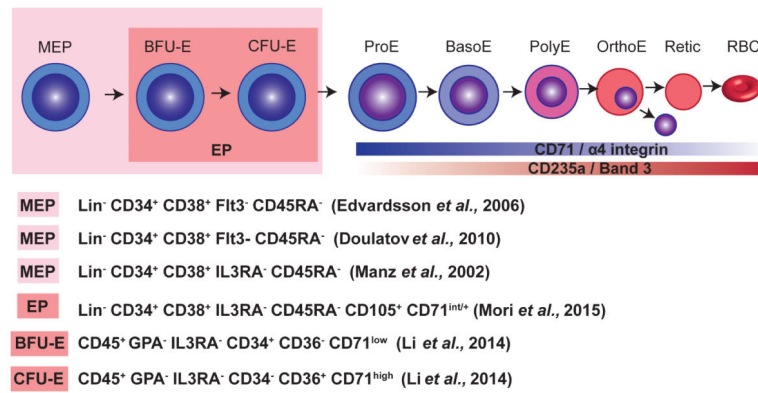 MEP BFU-E CFU-E ProE BasoE PolyE OrthoE Retic RBC
EP
CD71 / α4 integrin
CD235a / Band 3
MEP Lin⁻ CD34⁺ CD38⁺ Flt3⁻ CD45RA⁻ (Edvardsson et al., 2006)
MEP Lin⁻ CD34⁺ CD38⁺ Flt3- CD45RA⁻ (Doulatov et al., 2010)
MEP Lin⁻ CD34⁺ CD38⁺ IL3RA⁻ CD45RA⁻ (Manz et al., 2002)
EP Lin⁻ CD34⁺ CD38⁺ IL3RA⁻ CD45RA⁻ CD105⁺ CD71int/+ (Mori et al., 2015)
BFU-E CD45⁺ GPA⁻ IL3RA⁻ CD34⁺ CD36⁻ CD71low (Li et al., 2014)
CFU-E CD45⁺ GPA⁻ IL3RA⁻ CD34⁻ CD36⁺ CD71high (Li et al., 2014)